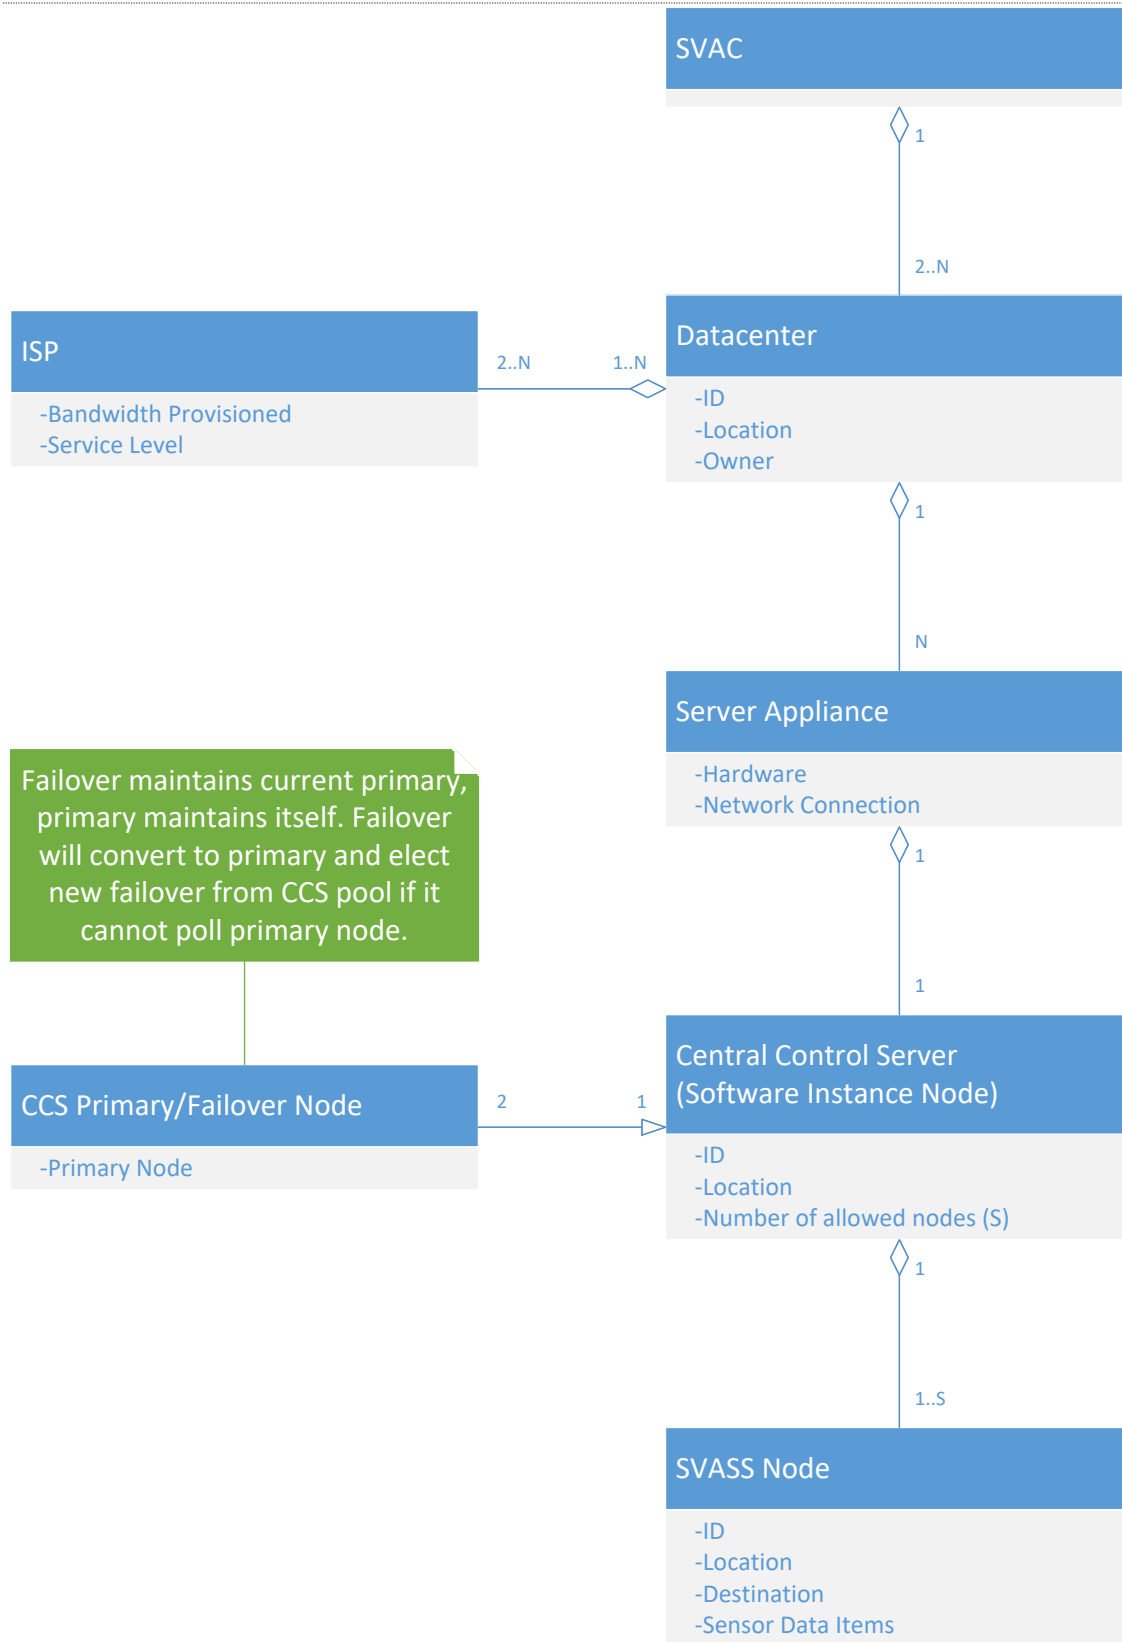 SVAC
1
2..N
ISP
-Bandwidth Provisioned
-Service Level
2..N
1..N
Datacenter
-ID
-Location
-Owner
1
N
Server Appliance
-Hardware
-Network Connection
1
1
Failover maintains current primary,
primary maintains itself. Failover
will convert to primary and elect
new failover from CCS pool if it
cannot poll primary node.
CCS Primary/Failover Node
-Primary Node
2
1
Central Control Server
(Software Instance Node)
-ID
-Location
-Number of allowed nodes (S)
1
1..S
SVASS Node
-ID
-Location
-Destination
-Sensor Data Items